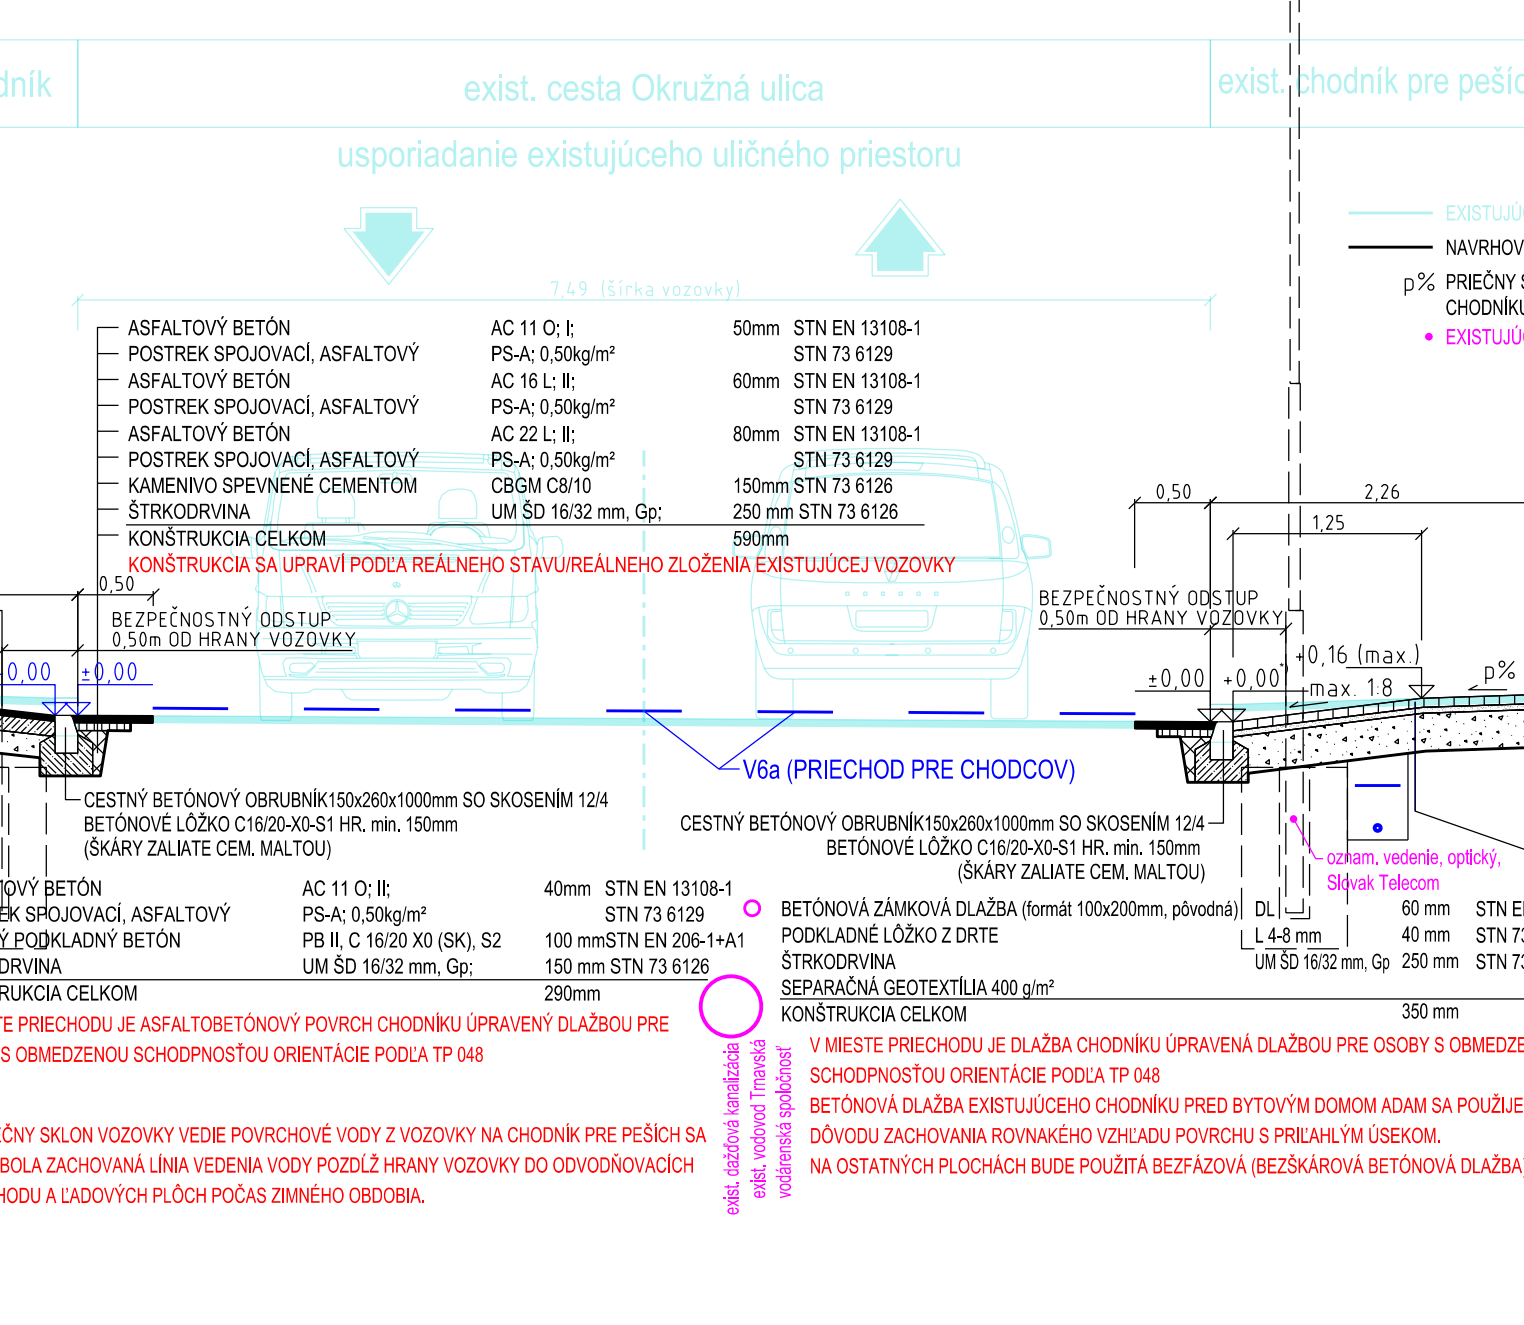 dník
exist. cesta Okružná ulica
exist. chodník pre pešíc
usporiadanie existujúceho uličného priestoru
7,49 (šírka vozovky)
EXISTUJÚ
NAVRHOV
p% PRIEČNY S
CHODNÍKU
EXISTUJÚ
ASFALTOVÝ BETÓN AC 11 O; I; 50mm STN EN 13108-1
POSTREK SPOJOVACÍ, ASFALTOVÝ PS-A; 0,50kg/m² STN 73 6129
ASFALTOVÝ BETÓN AC 16 L; II; 60mm STN EN 13108-1
POSTREK SPOJOVACÍ, ASFALTOVÝ PS-A; 0,50kg/m² STN 73 6129
ASFALTOVÝ BETÓN AC 22 L; II; 80mm STN EN 13108-1
POSTREK SPOJOVACÍ, ASFALTOVÝ PS-A; 0,50kg/m² STN 73 6129
KAMENIVO SPEVNENÉ CEMENTOM CBGM C8/10 150mm STN 73 6126
ŠTRKODRVINA UM ŠD 16/32 mm, Gp; 250 mm STN 73 6126
KONŠTRUKCIA CELKOM 590mm
KONŠTRUKCIA SA UPRAVÍ PODĽA REÁLNEHO STAVU/REÁLNEHO ZLOŽENIA EXISTUJÚCEJ VOZOVKY
0,50 2,26
1,25
0,50
BEZPEČNOSTNÝ ODSTUP
0,50m OD HRANY VOZOVKY
BEZPEČNOSTNÝ ODSTUP
0,50m OD HRANY VOZOVKY
0,00 ±0,00
±0,00 +0,00*) +0,16 (max.)
max. 1:8 p%
V6a (PRIECHOD PRE CHODCOV)
CESTNÝ BETÓNOVÝ OBRUBNÍK150x260x1000mm SO SKOSENÍM 12/4
BETÓNOVÉ LÔŽKO C16/20-X0-S1 HR. min. 150mm
(ŠKÁRY ZALIATE CEM. MALTOU)
CESTNÝ BETÓNOVÝ OBRUBNÍK150x260x1000mm SO SKOSENÍM 12/4
BETÓNOVÉ LÔŽKO C16/20-X0-S1 HR. min. 150mm
(ŠKÁRY ZALIATE CEM. MALTOU)
oznam. vedenie, optický,
Slovak Telecom
TOVÝ BETÓN AC 11 O; II; 40mm STN EN 13108-1
EK SPOJOVACÍ, ASFALTOVÝ PS-A; 0,50kg/m² STN 73 6129
Ý PODKLADNÝ BETÓN PB II, C 16/20 X0 (SK), S2 100 mmSTN EN 206-1+A1
DRVINA UM ŠD 16/32 mm, Gp; 150 mm STN 73 6126
RUKCIA CELKOM 290mm
TE PRIECHODU JE ASFALTOBETÓNOVÝ POVRCH CHODNÍKU ÚPRAVENÝ DLAŽBOU PRE
S OBMEDZENOU SCHODPNOSŤOU ORIENTÁCIE PODĽA TP 048
BETÓNOVÁ ZÁMKOVÁ DLAŽBA (formát 100x200mm, pôvodná) DL 60 mm STN E
PODKLADNÉ LÔŽKO Z DRTE L 4-8 mm 40 mm STN 73
ŠTRKODRVINA UM ŠD 16/32 mm, Gp 250 mm STN 73
SEPARAČNÁ GEOTEXTÍLIA 400 g/m²
KONŠTRUKCIA CELKOM 350 mm
V MIESTE PRIECHODU JE DLAŽBA CHODNÍKU ÚPRAVENÁ DLAŽBOU PRE OSOBY S OBMEDZE
SCHODPNOSŤOU ORIENTÁCIE PODĽA TP 048
BETÓNOVÁ DLAŽBA EXISTUJÚCEHO CHODNÍKU PRED BYTOVÝM DOMOM ADAM SA POUŽIJE
DÔVODU ZACHOVANIA ROVNAKÉHO VZHĽADU POVRCHU S PRIĽAHLÝM ÚSEKOM.
NA OSTATNÝCH PLOCHÁCH BUDE POUŽITÁ BEZFÁZOVÁ (BEZŠKÁROVÁ BETÓNOVÁ DLAŽBA)
exist. dažďová kanalizácia
exist. vodovod Trnavská
vodárenská spoločnosť
ČNY SKLON VOZOVKY VEDIE POVRCHOVÉ VODY Z VOZOVKY NA CHODNÍK PRE PEŠÍCH SA
BOLA ZACHOVANÁ LÍNIA VEDENIA VODY POZDĹŽ HRANY VOZOVKY DO ODVODŇOVACÍCH
HODU A ĽADOVÝCH PLÔCH POČAS ZIMNÉHO OBDOBIA.